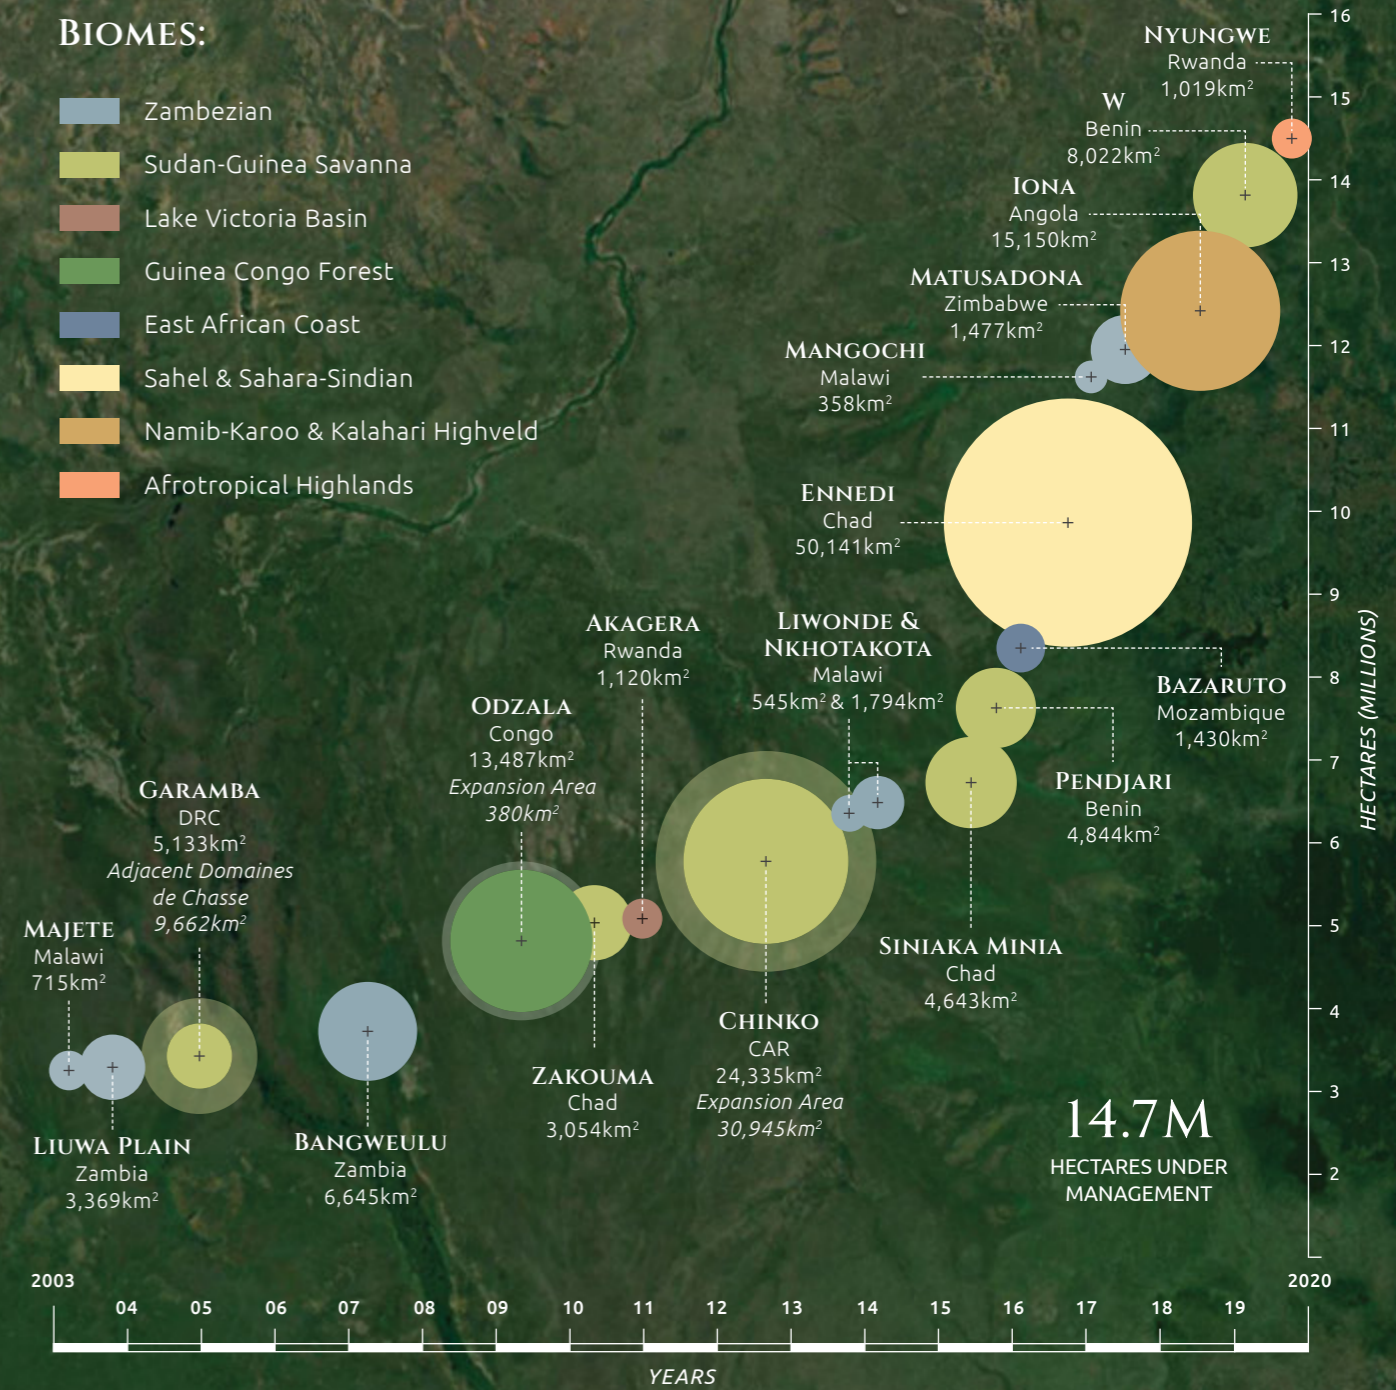 BIOMES:
Zambezian
Sudan-Guinea Savanna
Lake Victoria Basin
Guinea Congo Forest
East African Coast
Sahel & Sahara-Sindian
Namib-Karoo & Kalahari Highveld
Afrotropical Highlands
NYUNGWE
Rwanda
1,019km²
W
Benin
8,022km²
IONA
Angola
15,150km²
MATUSADONA
Zimbabwe
1,477km²
MANGOCHI
Malawi
358km²
ENNEDI
Chad
50,141km²
LIWONDE &
NKHOTAKOTA
Malawi
545km² & 1,794km²
AKAGERA
Rwanda
1,120km²
BAZARUTO
Mozambique
1,430km²
ODZALA
Congo
13,487km²
Expansion Area
380km²
PENDJARI
Benin
4,844km²
GARAMBA
DRC
5,133km²
Adjacent Domaines
de Chasse
9,662km²
MAJETE
Malawi
715km²
SINIAKA MINIA
Chad
4,643km²
CHINKO
CAR
24,335km²
Expansion Area
30,945km²
ZAKOUMA
Chad
3,054km²
LIUWA PLAIN
Zambia
3,369km²
BANGWEULU
Zambia
6,645km²
14.7M
HECTARES UNDER
MANAGEMENT
16
15
14
13
12
11
10
9
8
7
6
5
4
3
2
HECTARES (MILLIONS)
2003 04 05 06 07 08 09 10 11 12 13 14 15 16 17 18 19 2020
YEARS